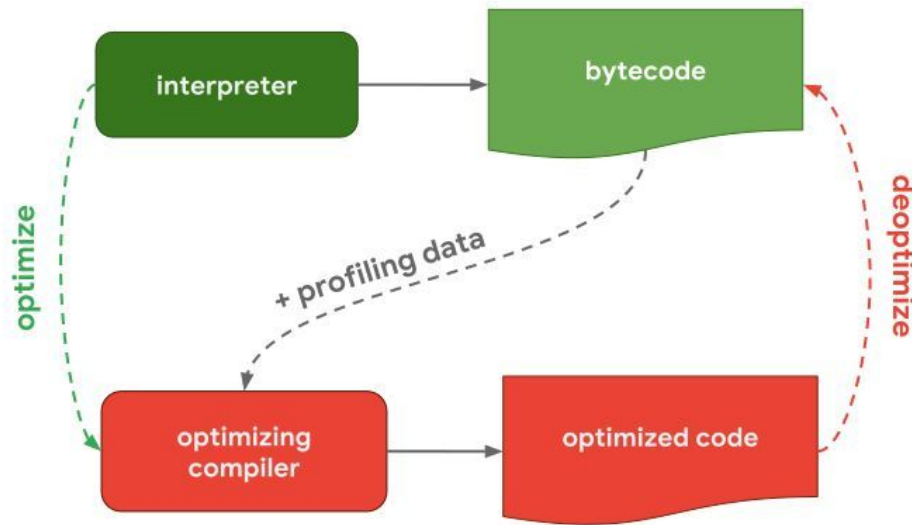 interpreter
bytecode
optimize
+ profiling data
deoptimize
optimizing
compiler
optimized code